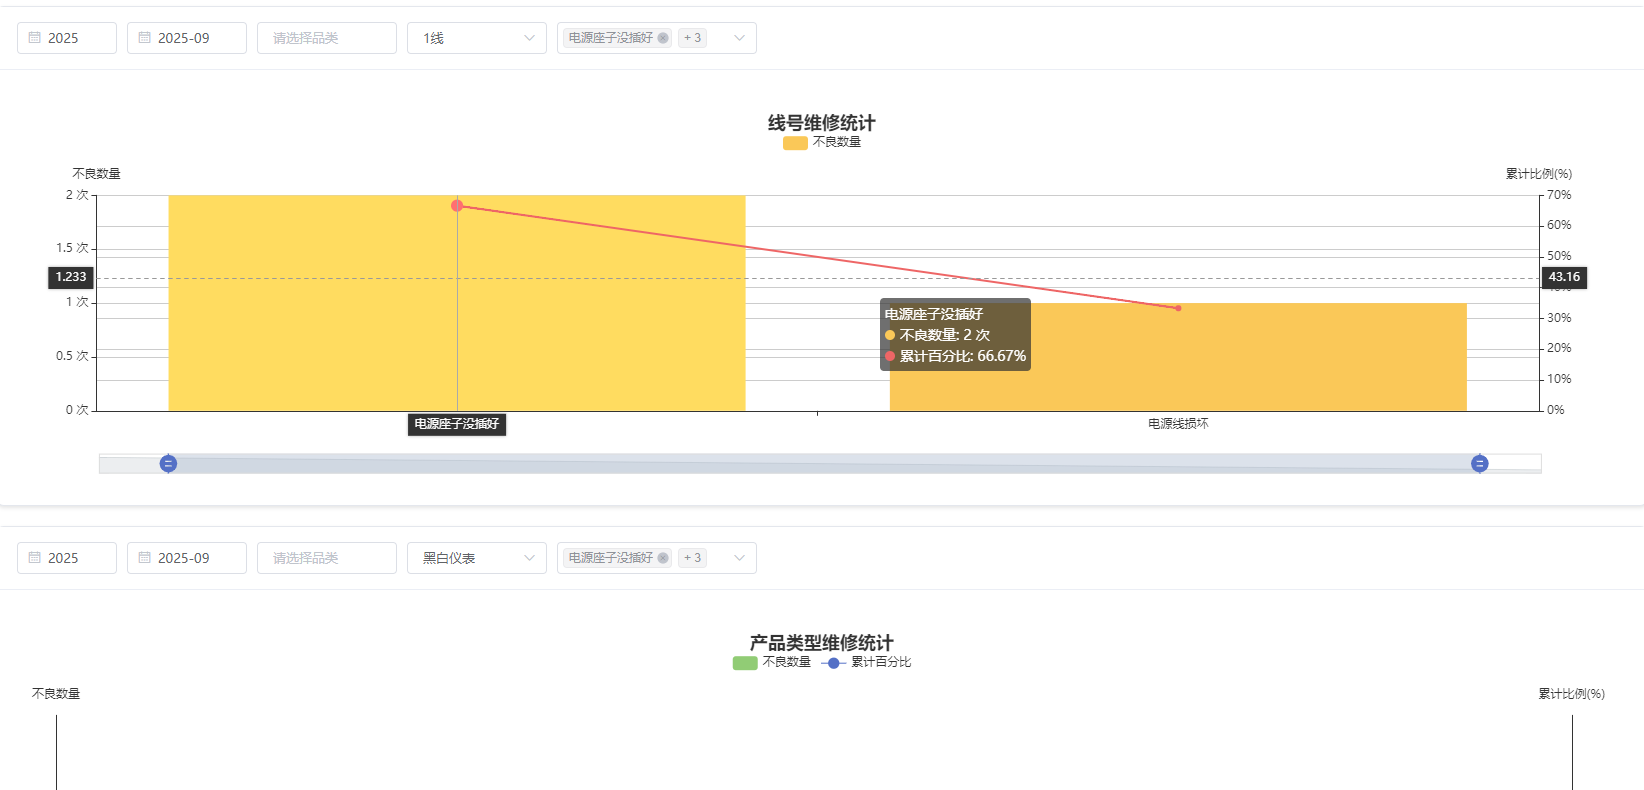 2025 2025-09 请选择品类 1线 电源座子没插好 + 3
线号维修统计
不良数量
不良数量 累计比例(%)
2 次 70%
60%
1.5 次 50%
1.233 43.16
1 次
30%
电源座子没插好
不良数量: 2 次
累计百分比: 66.67%
0.5 次 20%
10%
0 次 0%
电源座子没插好 电源线损坏
2025 2025-09 请选择品类 黑白仪表 电源座子没插好 + 3
产品类型维修统计
不良数量 累计百分比
不良数量 累计比例(%)